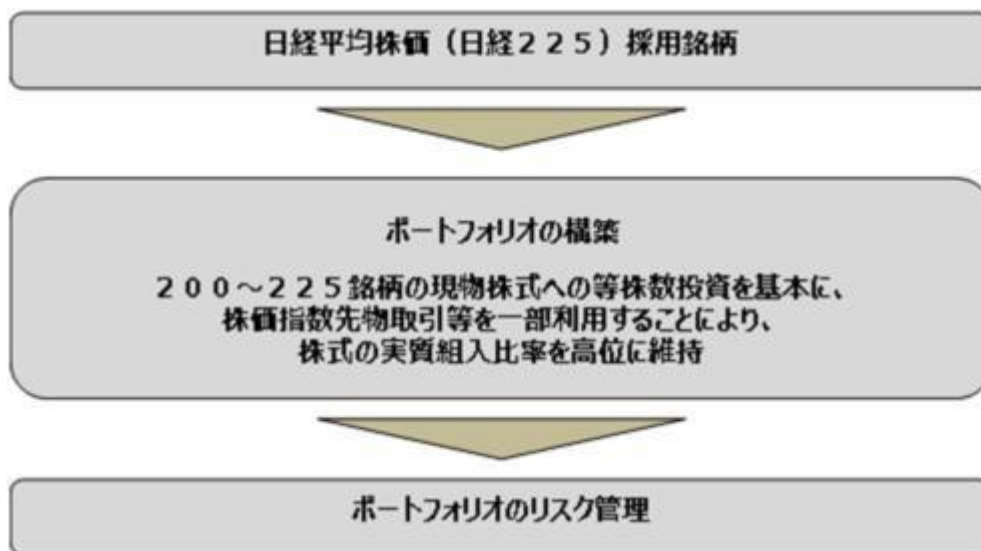 日経平均株価（日経２２５）採用銘柄
ポートフォリオの構築
２００～２２５銘柄の現物株式への等株数投資を基本に、
株価指数先物取引等を一部利用することにより、
株式の実質組入比率を高位に維持
ポートフォリオのリスク管理